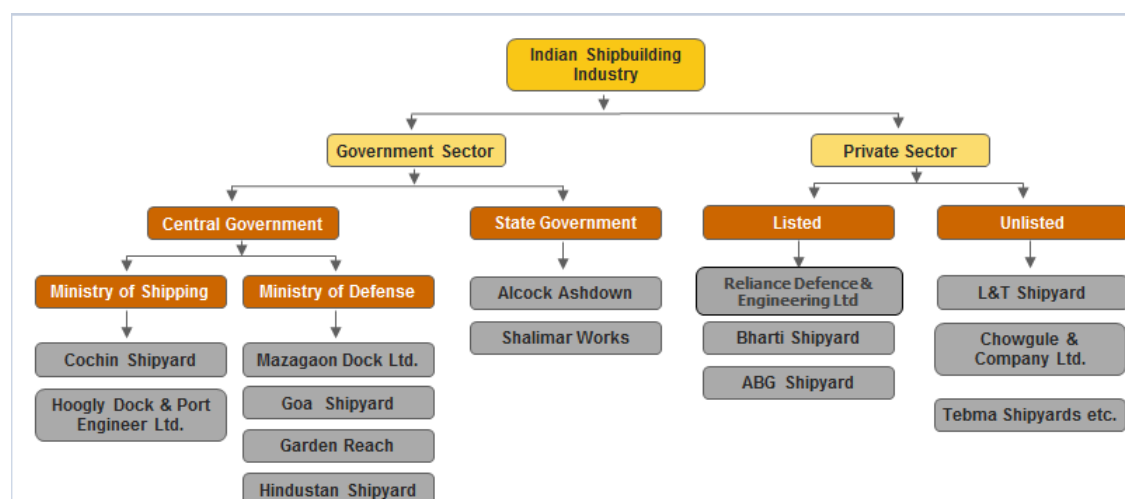 Indian Shipbuilding
Industry
Government Sector
Private Sector
Central Government
State Government
Listed
Unlisted
Ministry of Shipping
Ministry of Defense
Alcock Ashdown
Reliance Defence &
Engineering Ltd
L&T Shipyard
Shalimar Works
Bharti Shipyard
Chowgule &
Company Ltd.
Cochin Shipyard
Mazagaon Dock Ltd.
ABG Shipyard
Hoogly Dock & Port
Engineer Ltd.
Goa Shipyard
Tebma Shipyards etc.
Garden Reach
Hindustan Shipyard